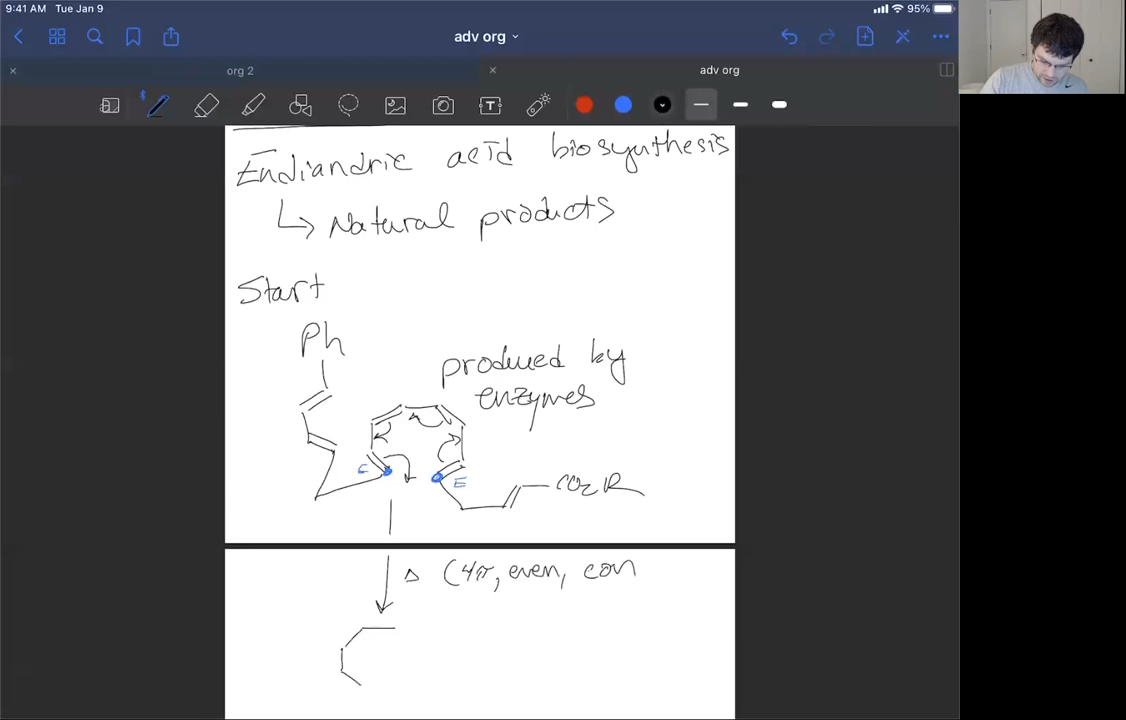 9:41 AM Tue Jan 9
95%
adv org
org 2
adv org
Endiandric acid biosynthesis
↳ Natural products
Start
Ph
produced by
enzymes
E
E
CO2R
Δ (4π, even, con